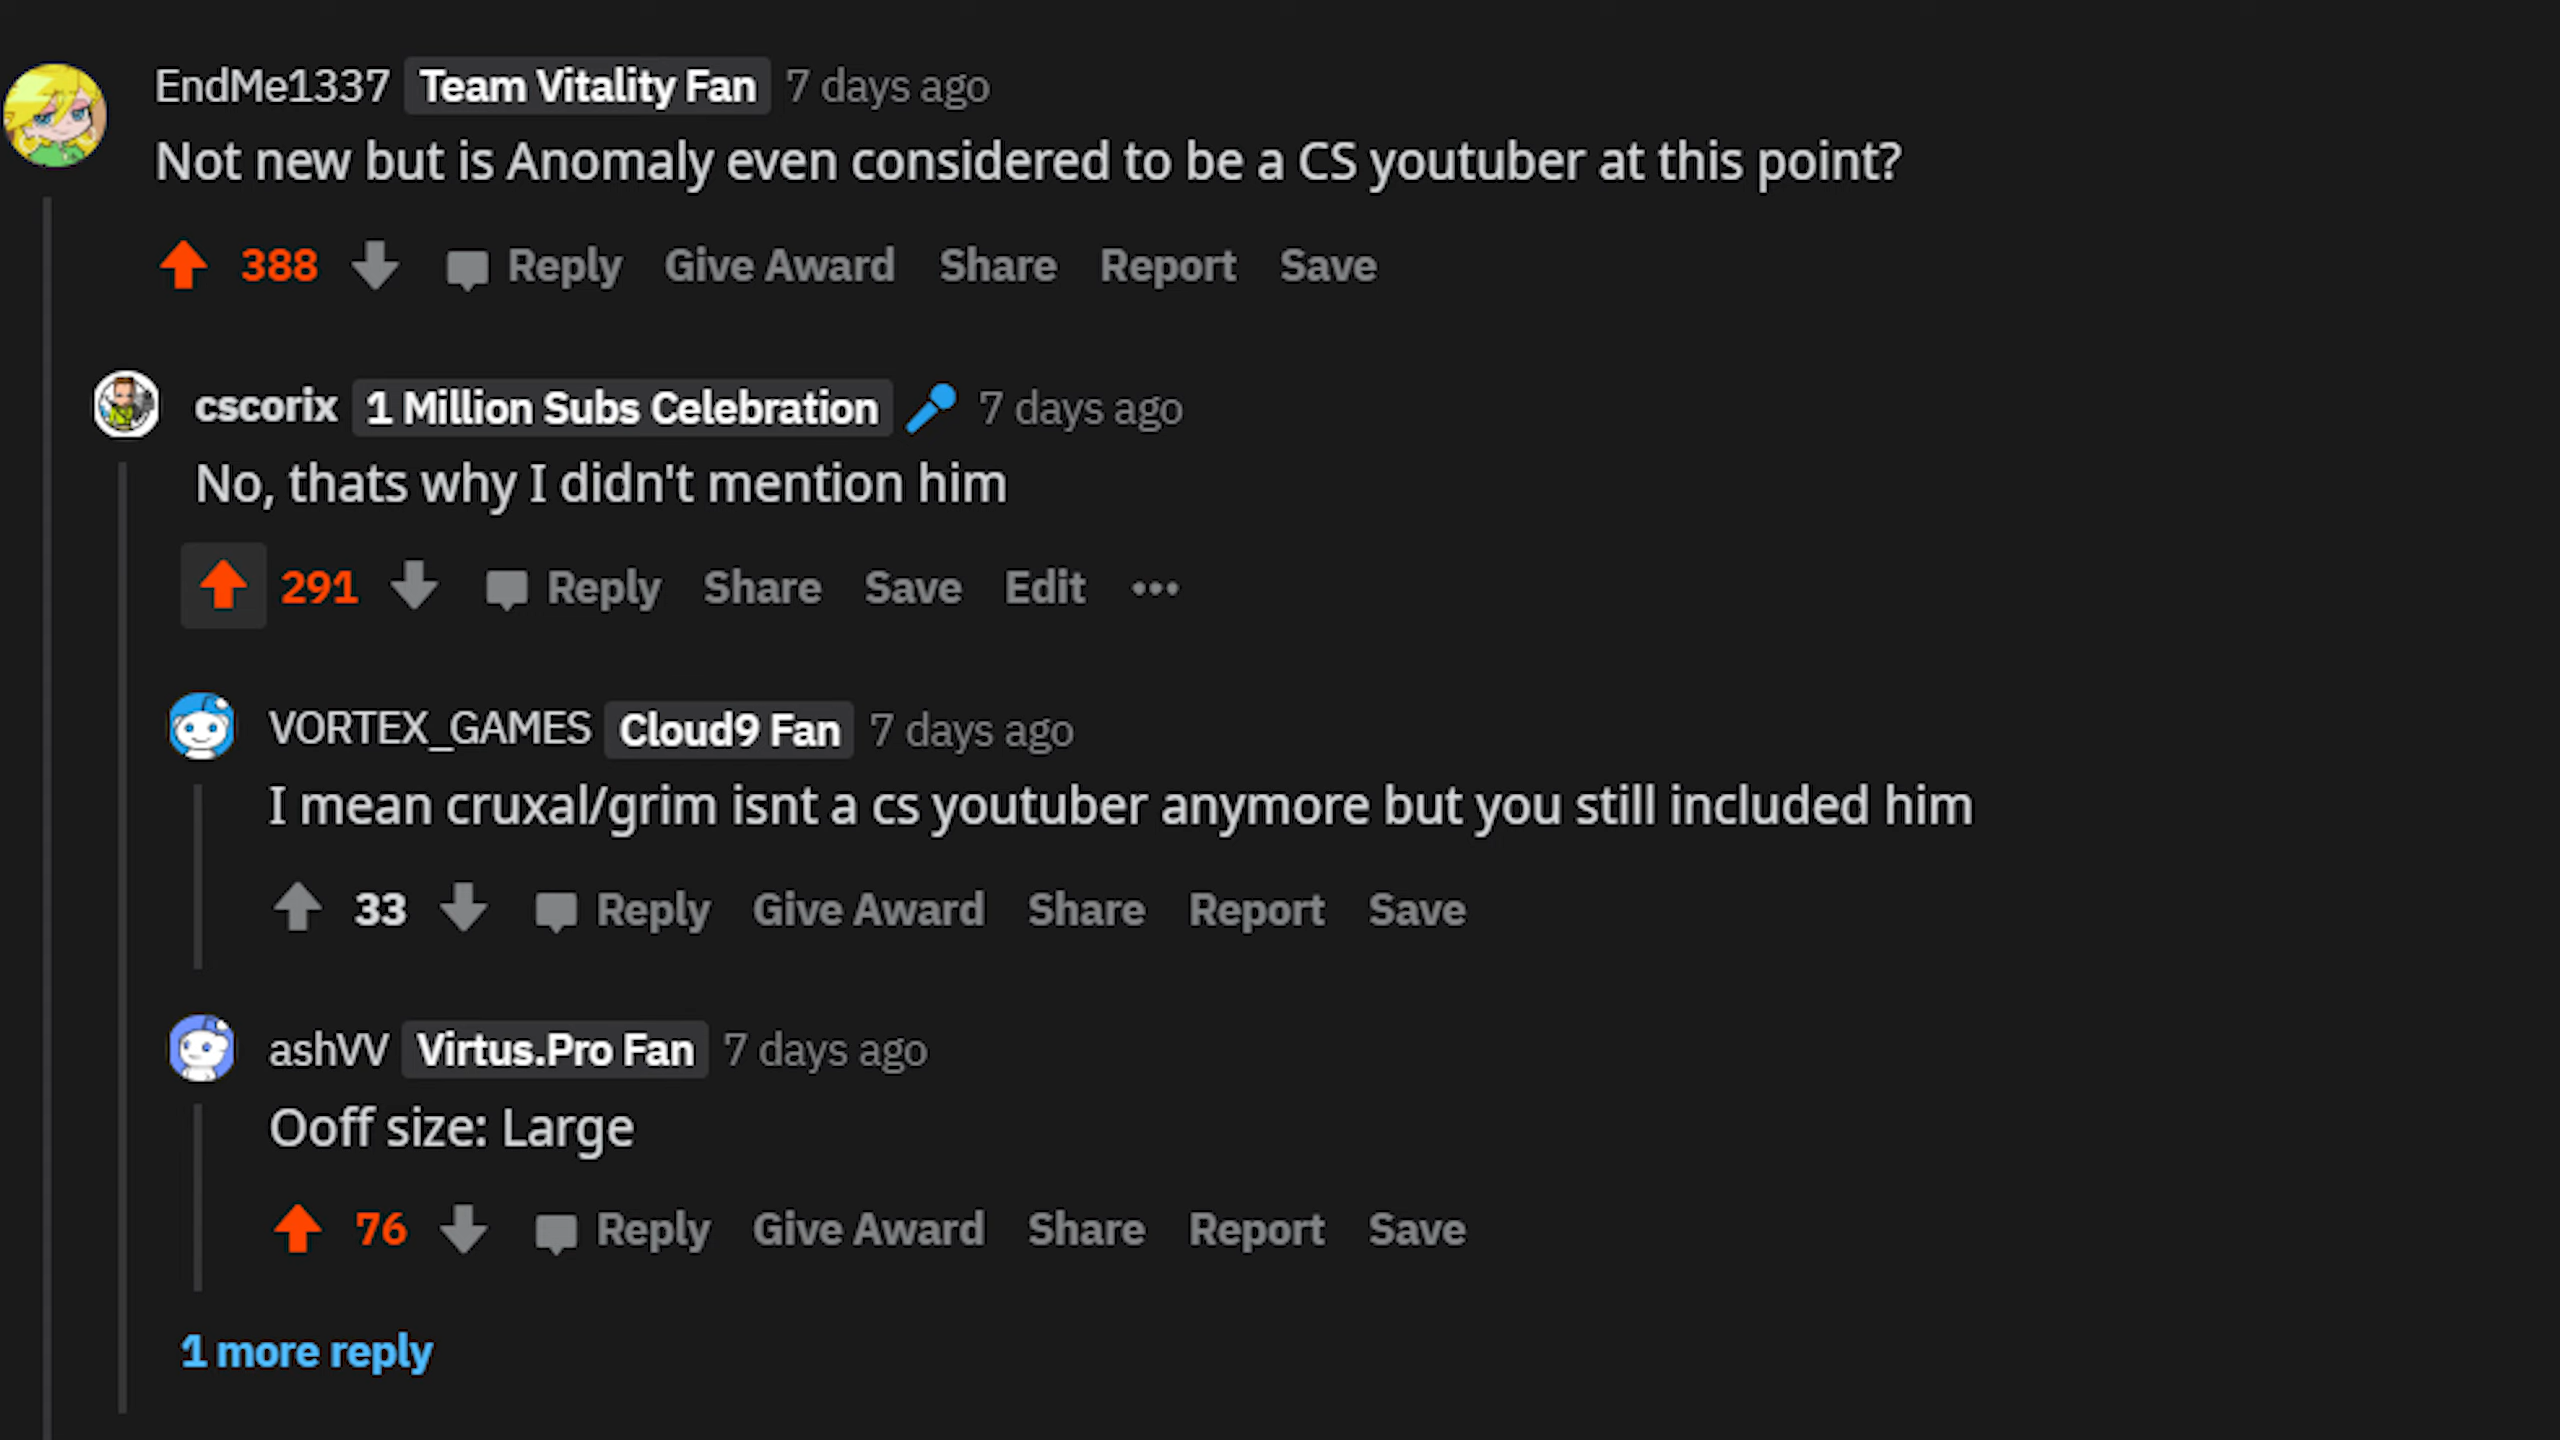 EndMe1337 Team Vitality Fan 7 days ago
Not new but is Anomaly even considered to be a CS youtuber at this point?
388 Reply Give Award Share Report Save
cscorix 1 Million Subs Celebration 7 days ago
No, thats why I didn't mention him
291 Reply Share Save Edit ...
VORTEX_GAMES Cloud9 Fan 7 days ago
I mean cruxal/grim isnt a cs youtuber anymore but you still included him
33 Reply Give Award Share Report Save
ashVV Virtus.Pro Fan 7 days ago
Ooff size: Large
76 Reply Give Award Share Report Save
1 more reply